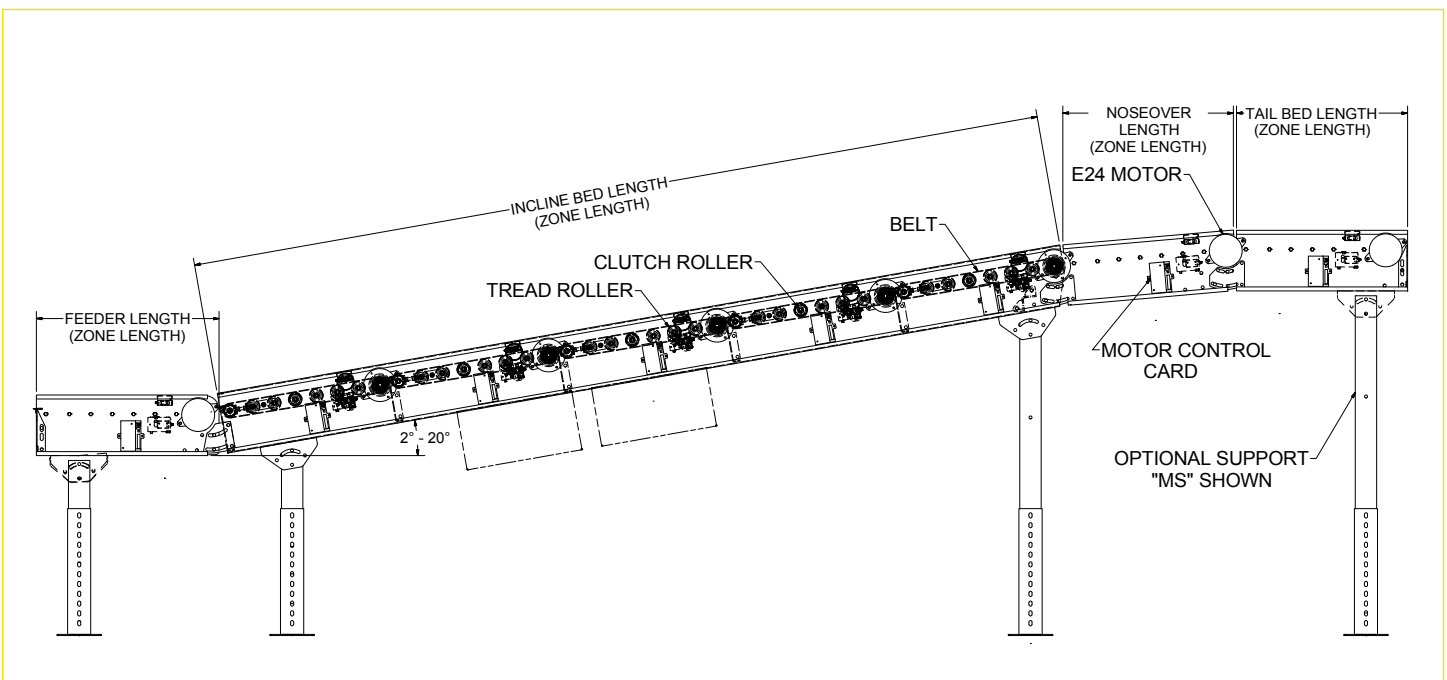 NOSEOVER
LENGTH
(ZONE LENGTH)
TAIL BED LENGTH
(ZONE LENGTH)
E24 MOTOR
INCLINE BED LENGTH
(ZONE LENGTH)
BELT
CLUTCH ROLLER
TREAD ROLLER
FEEDER LENGTH
(ZONE LENGTH)
MOTOR CONTROL
CARD
2° - 20°
OPTIONAL SUPPORT
"MS" SHOWN